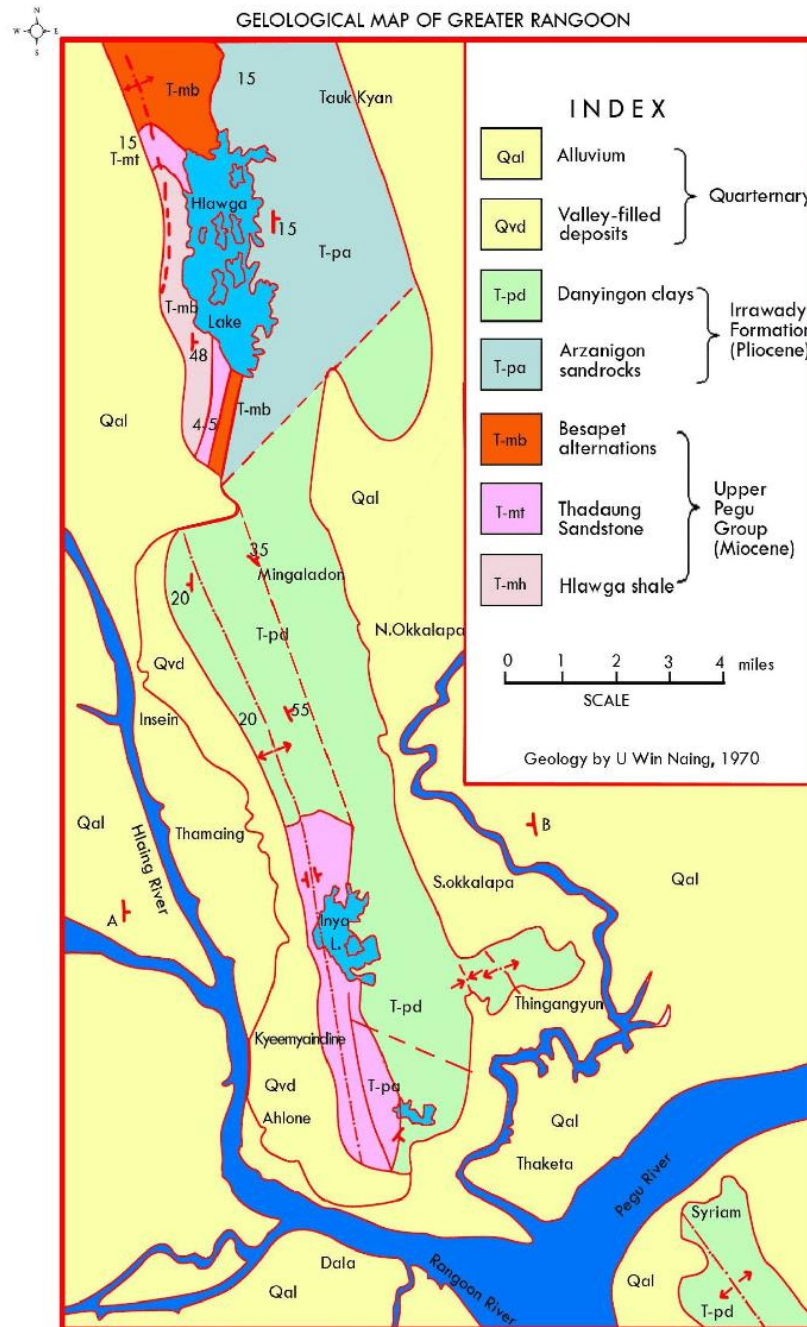 GELOLOGICAL MAP OF GREATER RANGOON
N
W
E
S
T-mb
15
Tauk Kyan
15
T-mt
Hlawga
15
T-pa
T-mb
Lake
48
4.5
T-mb
Qal
Qal
35
Mingaladon
20
T-pd
N.Okkalapa
Qvd
Insein
20
55
Qal
Thamaing
Hlaing River
B
S.okkalapa
Qal
A
Inya
L.
T-pd
Thingangyun
Kyeemyaindine
Qvd
T-pa
Ahlone
Qal
Thaketa
Pegu River
Syriam
Dala
Rangoon River
Qal
Qal
T-pd
INDEX
Qal
Alluvium
Qvd
Valley-filled
deposits
Quarternary
T-pd
Danyingon clays
T-pa
Arzanigon
sandrocks
Irrawady
Formation
(Pliocene)
T-mb
Besapet
alternations
T-mt
Thadaung
Sandstone
T-mh
Hlawga shale
Upper
Pegu
Group
(Miocene)
0 1 2 3 4 miles
SCALE
Geology by U Win Naing, 1970